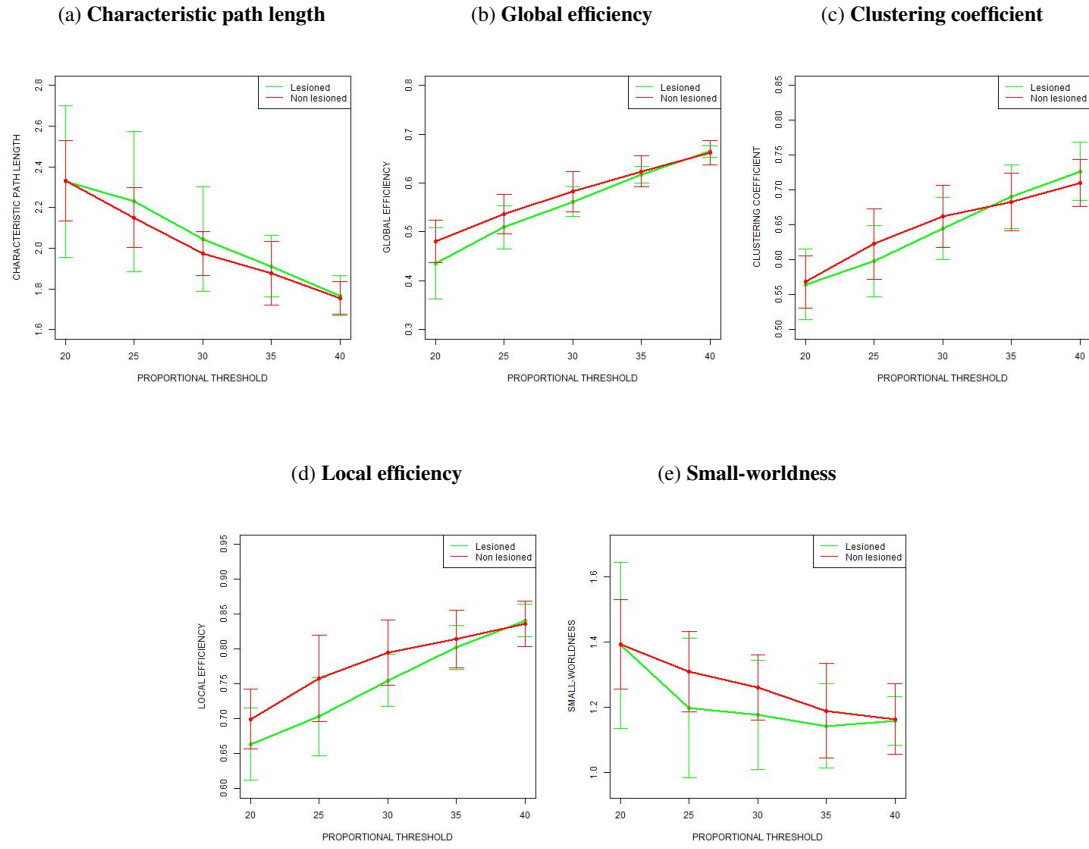 (a) Characteristic path length
(b) Global efficiency
(c) Clustering coefficient
Lesioned
Non lesioned
CHARACTERISTIC PATH LENGTH
2.8
2.6
2.4
2.2
2.0
1.8
1.6
20 25 30 35 40
PROPORTIONAL THRESHOLD
Lesioned
Non lesioned
GLOBAL EFFICIENCY
0.8
0.7
0.6
0.5
0.4
0.3
20 25 30 35 40
PROPORTIONAL THRESHOLD
Lesioned
Non lesioned
CLUSTERING COEFFICIENT
0.85
0.80
0.75
0.70
0.65
0.60
0.55
0.50
20 25 30 35 40
PROPORTIONAL THRESHOLD
(d) Local efficiency
(e) Small-worldness
Lesioned
Non lesioned
LOCAL EFFICIENCY
0.95
0.90
0.85
0.80
0.75
0.70
0.65
0.60
20 25 30 35 40
PROPORTIONAL THRESHOLD
Lesioned
Non lesioned
SMALL-WORLDNESS
1.6
1.4
1.2
1.0
20 25 30 35 40
PROPORTIONAL THRESHOLD